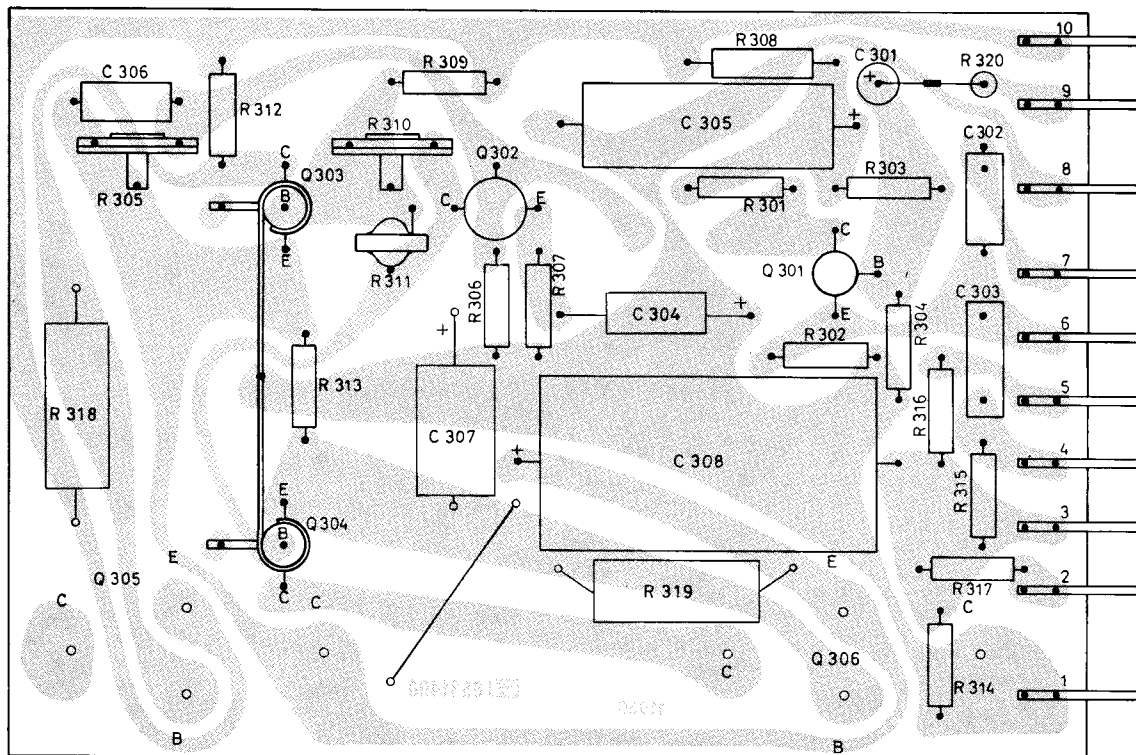 10
R 308
C 301
R 320
R 309
C 306
R 312
+
9
C 305
+
R 310
C 302
Q 302
C
Q 303
8
R 303
R 305
B
C
E
R 301
C
E
Q 301
B
7
R 311
R 306
R 307
E
C 303
+
C 304
+
R 304
6
R 302
R 313
5
R 318
R 316
C 307
+
C 308
4
R 315
E
Q 304
3
B
E
E
Q 305
R 317
2
C
C
C
R 319
C
C
Q 306
R 314
1
B
B